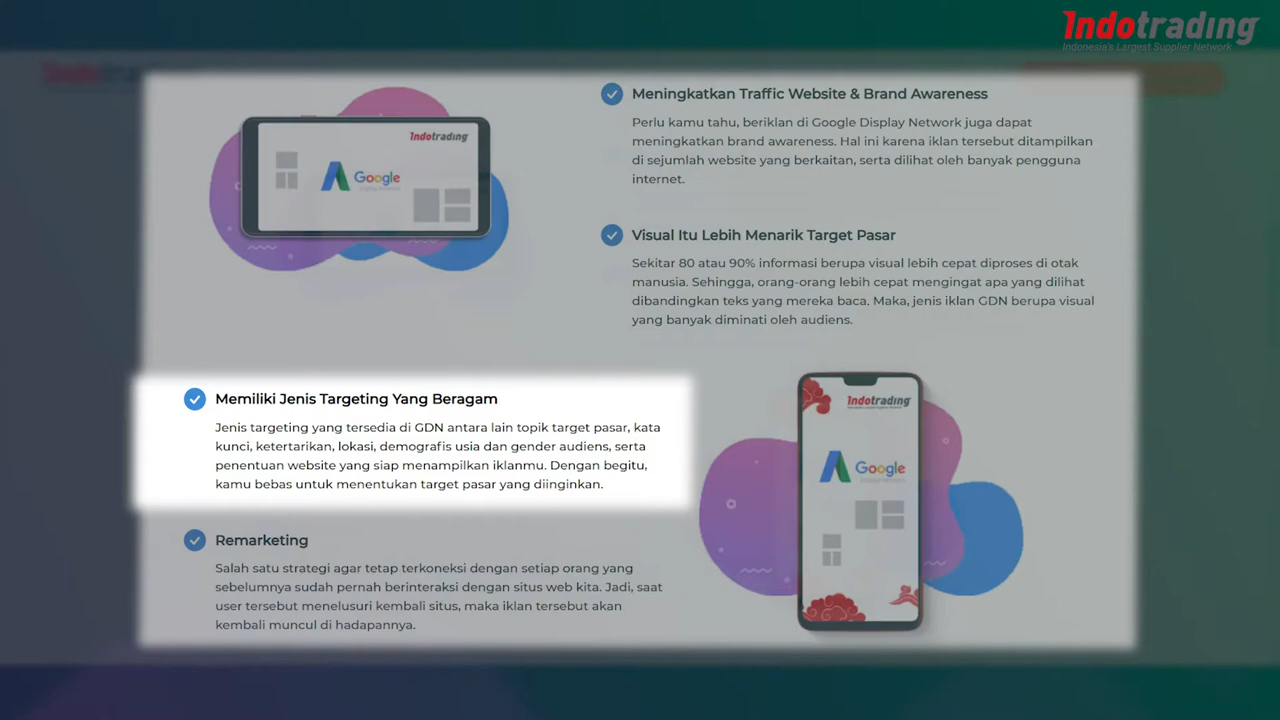 Indotrading
Indonesia's Largest Supplier Network
Indotrading
Google
Meningkatkan Traffic Website & Brand Awareness
Perlu kamu tahu, beriklan di Google Display Network juga dapat
meningkatkan brand awareness. Hal ini karena iklan tersebut ditampilkan
di sejumlah website yang berkaitan, serta dilihat oleh banyak pengguna
internet.
Visual Itu Lebih Menarik Target Pasar
Sekitar 80 atau 90% informasi berupa visual lebih cepat diproses di otak
manusia. Sehingga, orang-orang lebih cepat mengingat apa yang dilihat
dibandingkan teks yang mereka baca. Maka, jenis iklan GDN berupa visual
yang banyak diminati oleh audiens.
Memiliki Jenis Targeting Yang Beragam
Jenis targeting yang tersedia di GDN antara lain topik target pasar, kata
kunci, ketertarikan, lokasi, demografis usia dan gender audiens, serta
penentuan website yang siap menampilkan iklanmu. Dengan begitu,
kamu bebas untuk menentukan target pasar yang diinginkan.
Remarketing
Salah satu strategi agar tetap terkoneksi dengan setiap orang yang
sebelumnya sudah pernah berinteraksi dengan situs web kita. Jadi, saat
user tersebut menelusuri kembali situs, maka iklan tersebut akan
kembali muncul di hadapannya.
Indotrading
Google